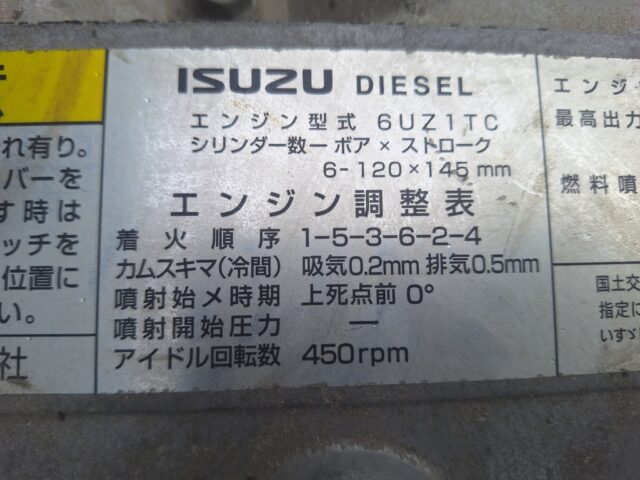 れ有り。
バーを
す時は
ッチを
位置に
い。
社
ISUZU DIESEL
エンジン型式 6UZ1TC
シリンダー数ー ボア × ストローク
6-120×145mm
エンジン調整表
着火順序 1-5-3-6-2-4
カムスキマ(冷間) 吸気0.2mm 排気0.5mm
噴射始メ時期 上死点前 0°
噴射開始圧力 —
アイドル回転数 450rpm
エンジ
最高出力
燃料噴
国土交
指定に
いすゞ